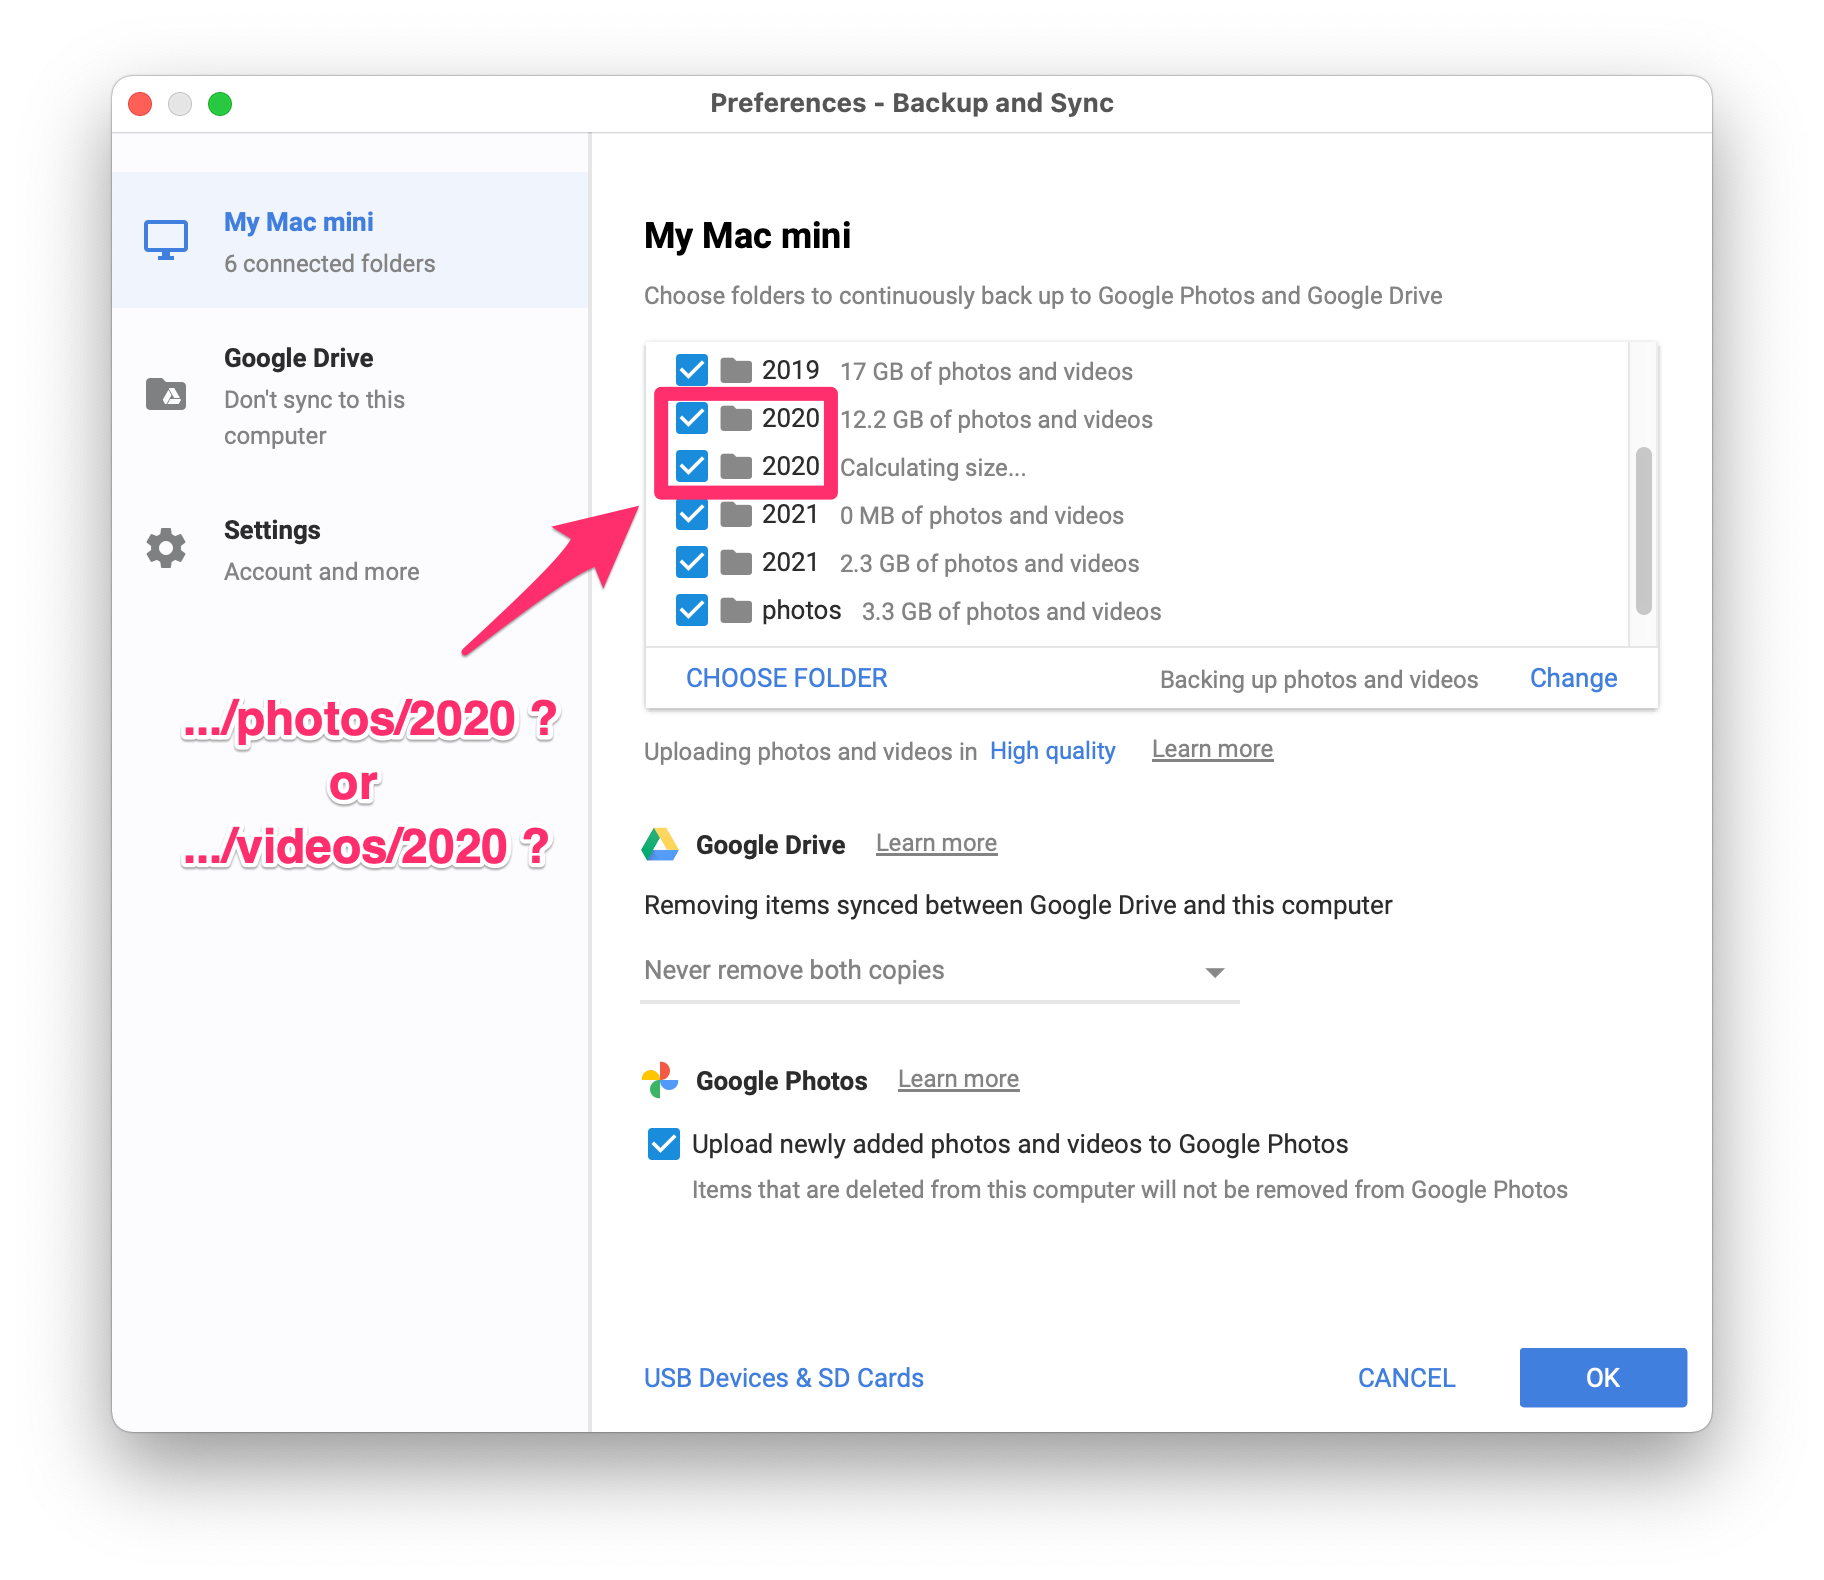 Preferences - Backup and Sync
My Mac mini
6 connected folders
Google Drive
Don't sync to this
computer
Settings
Account and more
.../photos/2020 ?
or
.../videos/2020 ?
My Mac mini
Choose folders to continuously back up to Google Photos and Google Drive
2019 17 GB of photos and videos
2020 12.2 GB of photos and videos
2020 Calculating size...
2021 0 MB of photos and videos
2021 2.3 GB of photos and videos
photos 3.3 GB of photos and videos
CHOOSE FOLDER Backing up photos and videos Change
Uploading photos and videos in High quality Learn more
Google Drive Learn more
Removing items synced between Google Drive and this computer
Never remove both copies
Google Photos Learn more
Upload newly added photos and videos to Google Photos
Items that are deleted from this computer will not be removed from Google Photos
USB Devices & SD Cards CANCEL OK